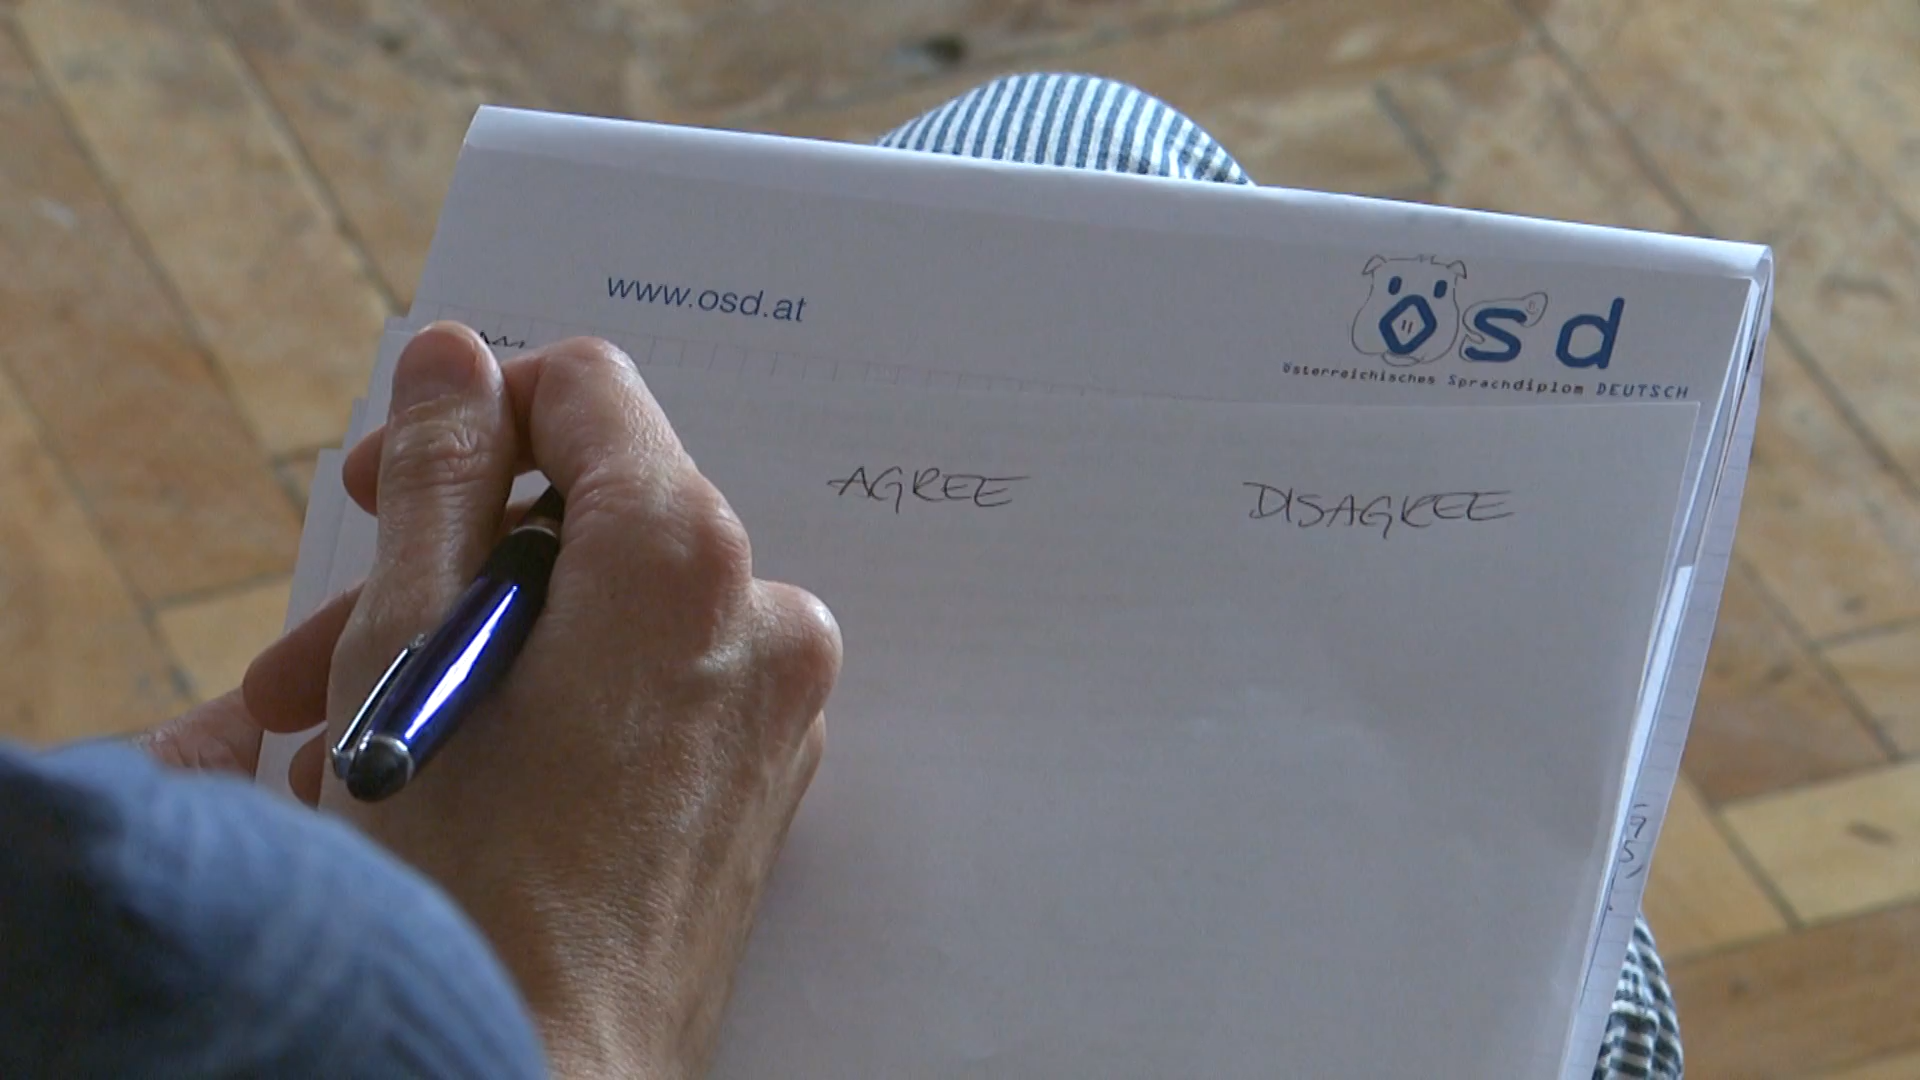 www.osd.at
ösd
Österreichisches Sprachdiplom DEUTSCH
AGREE DISAGREE